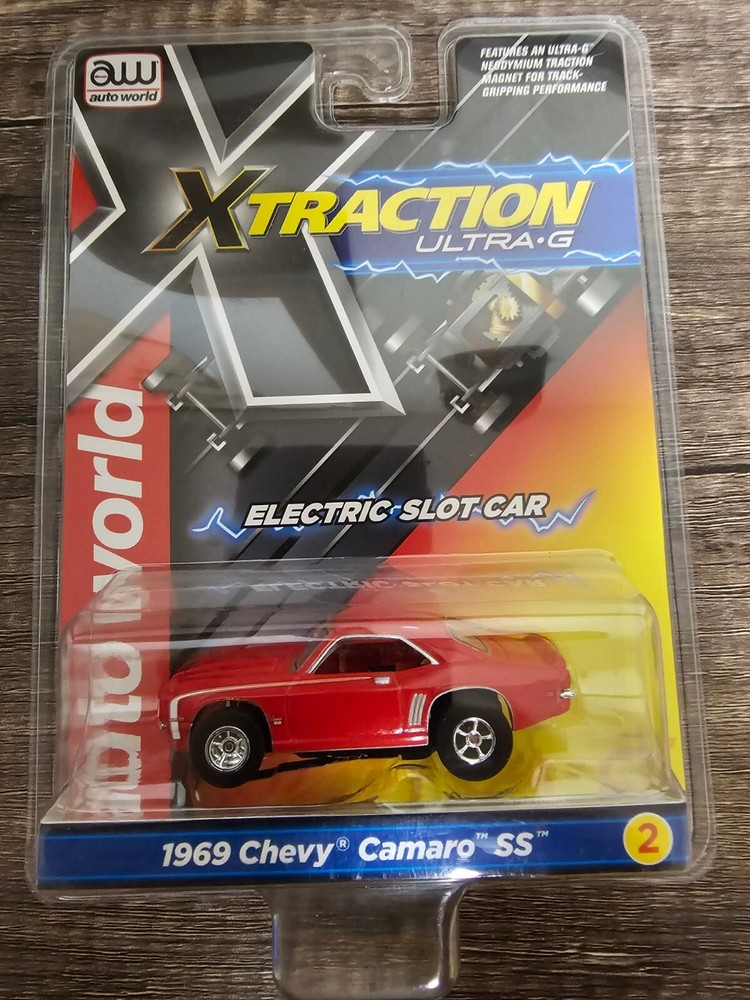 aw
auto world
FEATURES AN ULTRA-G®
NEODYMIUM TRACTION
MAGNET FOR TRACK-
GRIPPING PERFORMANCE
XTRACTION
ULTRA•G
auto world
ELECTRIC SLOT CAR
1969 Chevy® Camaro™ SS™
2